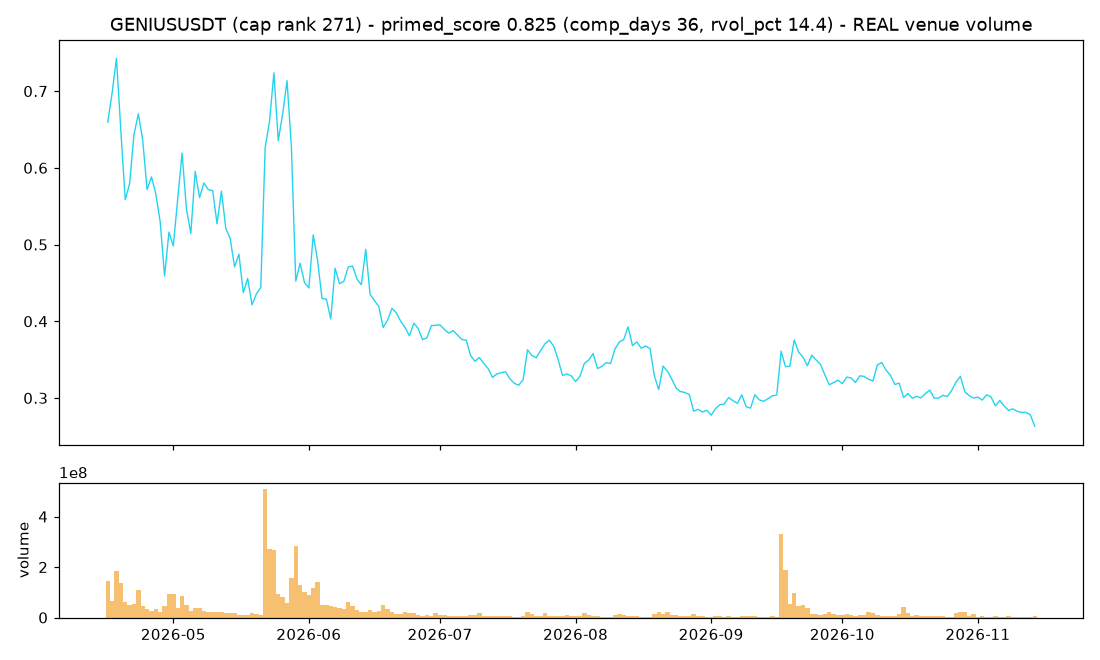 GENIUSUSDT (cap rank 271) - primed_score 0.825 (comp_days 36, rvol_pct 14.4) - REAL venue volume
0.7
0.6
0.5
0.4
0.3
1e8
volume
4
2
0
2026-05 2026-06 2026-07 2026-08 2026-09 2026-10 2026-11